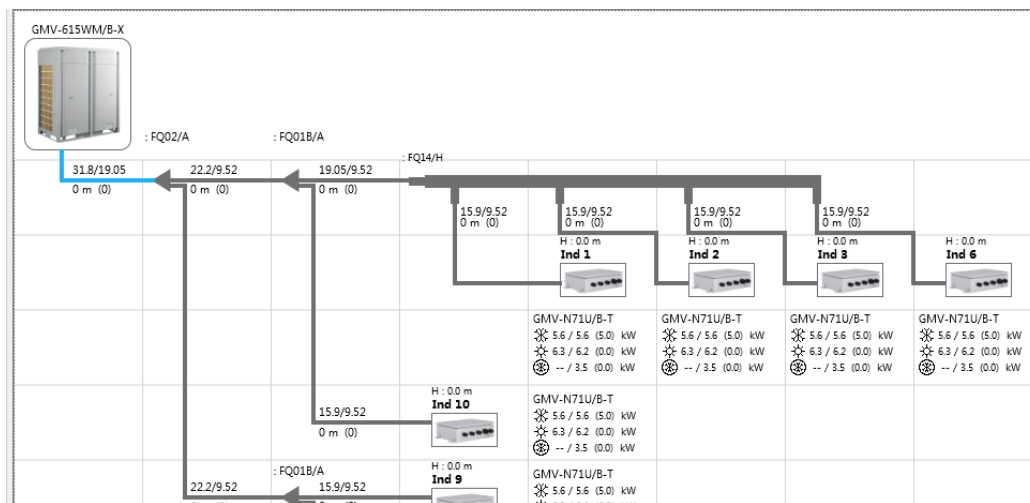 GMV-615WM/B-X
: FQ02/A
: FQ01B/A
: FQ14/H
31.8/19.05
0 m (0)
22.2/9.52
0 m (0)
19.05/9.52
0 m (0)
15.9/9.52
0 m (0)
15.9/9.52
0 m (0)
15.9/9.52
0 m (0)
15.9/9.52
0 m (0)
H : 0.0 m
Ind 1
H : 0.0 m
Ind 2
H : 0.0 m
Ind 3
H : 0.0 m
Ind 6
GMV-N71U/B-T
5.6 / 5.6 (5.0) kW
6.3 / 6.2 (0.0) kW
-- / 3.5 (0.0) kW
GMV-N71U/B-T
5.6 / 5.6 (5.0) kW
6.3 / 6.2 (0.0) kW
-- / 3.5 (0.0) kW
GMV-N71U/B-T
5.6 / 5.6 (5.0) kW
6.3 / 6.2 (0.0) kW
-- / 3.5 (0.0) kW
GMV-N71U/B-T
5.6 / 5.6 (5.0) kW
6.3 / 6.2 (0.0) kW
-- / 3.5 (0.0) kW
15.9/9.52
0 m (0)
H : 0.0 m
Ind 10
GMV-N71U/B-T
5.6 / 5.6 (5.0) kW
6.3 / 6.2 (0.0) kW
-- / 3.5 (0.0) kW
22.2/9.52
: FQ01B/A
15.9/9.52
H : 0.0 m
Ind 9
GMV-N71U/B-T
5.6 / 5.6 (5.0) kW